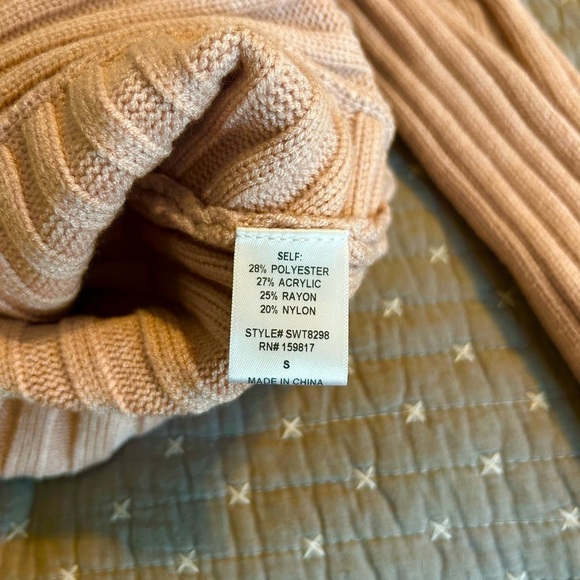 SELF:
28% POLYESTER
27% ACRYLIC
25% RAYON
20% NYLON
STYLE# SWT8298
RN# 159817
S
MADE IN CHINA